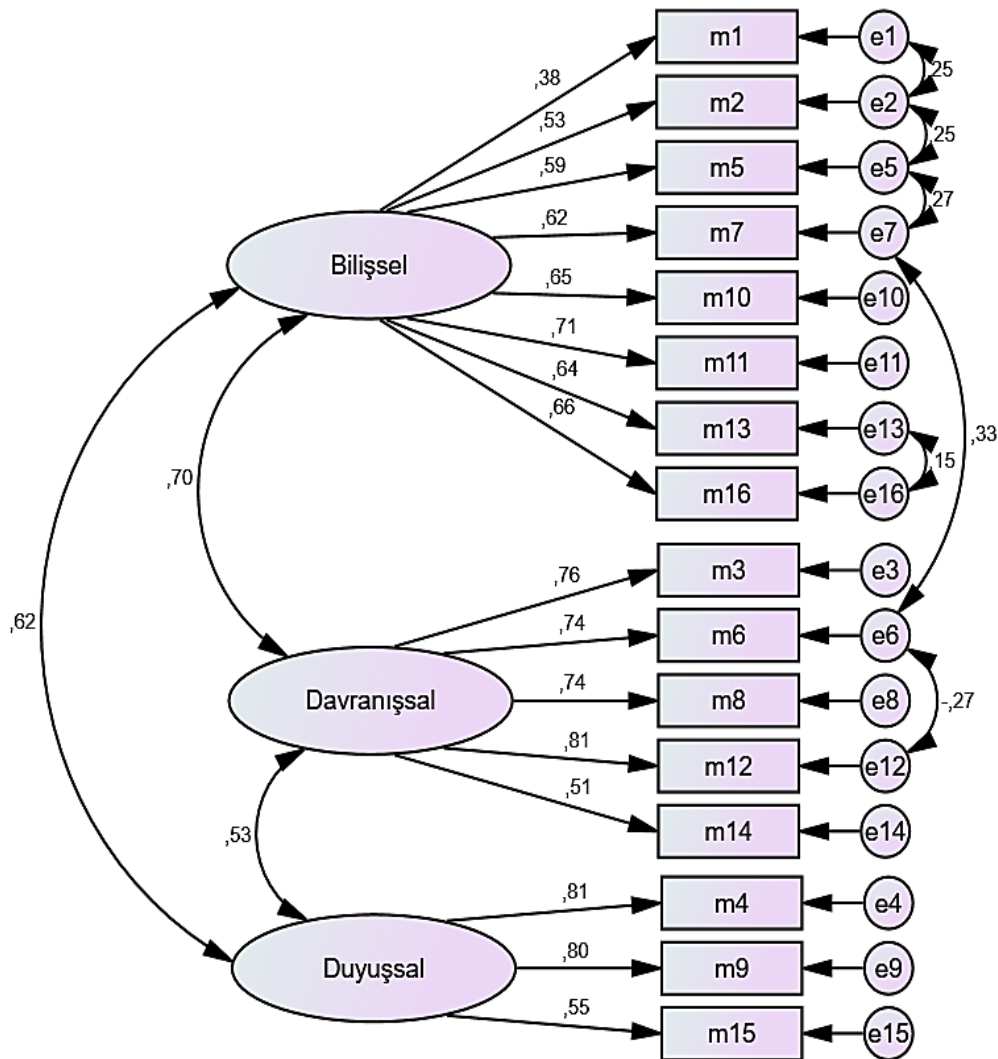 m1
e1
,38
,25
m2
e2
,53
,25
m5
e5
,59
,27
m7
e7
,62
Bilişsel
m10
e10
,65
m11
e11
,71
m13
e13
,64
,33
,66
,15
m16
e16
,70
m3
e3
,76
m6
e6
,74
,62
Davranışsal
m8
e8
,74
-,27
m12
e12
,81
m14
e14
,51
,53
m4
e4
,81
Duyuşsal
m9
e9
,80
m15
e15
,55